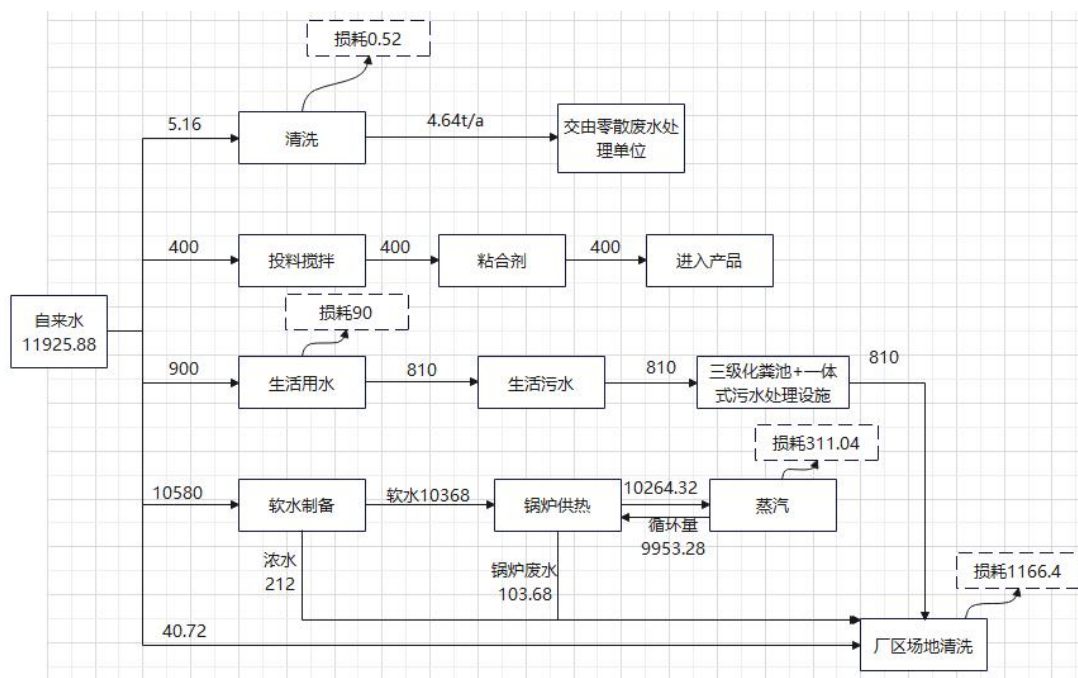 损耗0.52
5.16
清洗
4.64t/a
交由零散废水处
理单位
400
投料搅拌
400
粘合剂
400
进入产品
自来水
11925.88
损耗90
900
生活用水
810
生活污水
810
三级化粪池+一体
式污水处理设施
810
损耗311.04
10580
软水制备
软水10368
锅炉供热
10264.32
蒸汽
循环量
9953.28
浓水
212
锅炉废水
103.68
损耗1166.4
40.72
厂区场地清洗